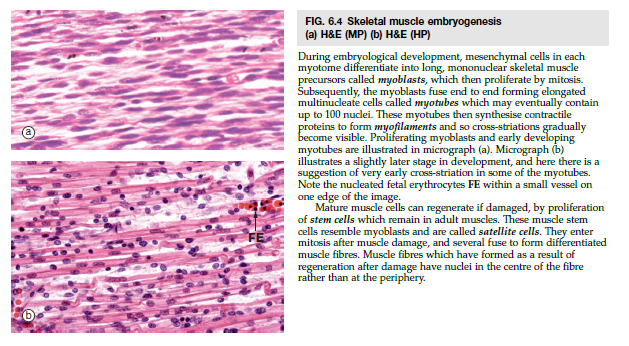 FIG. 6.4 Skeletal muscle embryogenesis
(a) H&E (MP) (b) H&E (HP)
During embryological development, mesenchymal cells in each
myotome differentiate into long, mononuclear skeletal muscle
precursors called myoblasts, which then proliferate by mitosis.
Subsequently, the myoblasts fuse end to end forming elongated
multinucleate cells called myotubes which may eventually contain
up to 100 nuclei. These myotubes then synthesise contractile
proteins to form myofilaments and so cross-striations gradually
become visible. Proliferating myoblasts and early developing
myotubes are illustrated in micrograph (a). Micrograph (b)
illustrates a slightly later stage in development, and here there is a
suggestion of very early cross-striation in some of the myotubes.
Note the nucleated fetal erythrocytes FE within a small vessel on
one edge of the image.
Mature muscle cells can regenerate if damaged, by proliferation
of stem cells which remain in adult muscles. These muscle stem
cells resemble myoblasts and are called satellite cells. They enter
mitosis after muscle damage, and several fuse to form differentiated
muscle fibres. Muscle fibres which have formed as a result of
regeneration after damage have nuclei in the centre of the fibre
rather than at the periphery.
a
FE
b